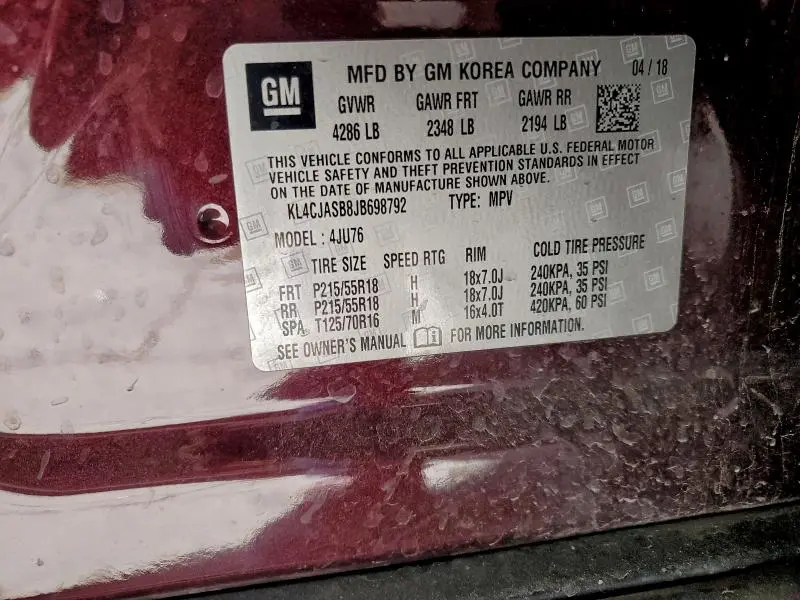 GM MFD BY GM KOREA COMPANY 04 / 18
GVWR GAWR FRT GAWR RR
4286 LB 2348 LB 2194 LB
THIS VEHICLE CONFORMS TO ALL APPLICABLE U.S. FEDERAL MOTOR
VEHICLE SAFETY AND THEFT PREVENTION STANDARDS IN EFFECT
ON THE DATE OF MANUFACTURE SHOWN ABOVE.
KL4CJASB8JB698792 TYPE: MPV
MODEL : 4JU76
TIRE SIZE SPEED RTG RIM COLD TIRE PRESSURE
FRT P215/55R18 H 18x7.0J 240KPA, 35 PSI
RR P215/55R18 H 18x7.0J 240KPA, 35 PSI
SPA T125/70R16 M 16x4.0T 420KPA, 60 PSI
SEE OWNER'S MANUAL FOR MORE INFORMATION.